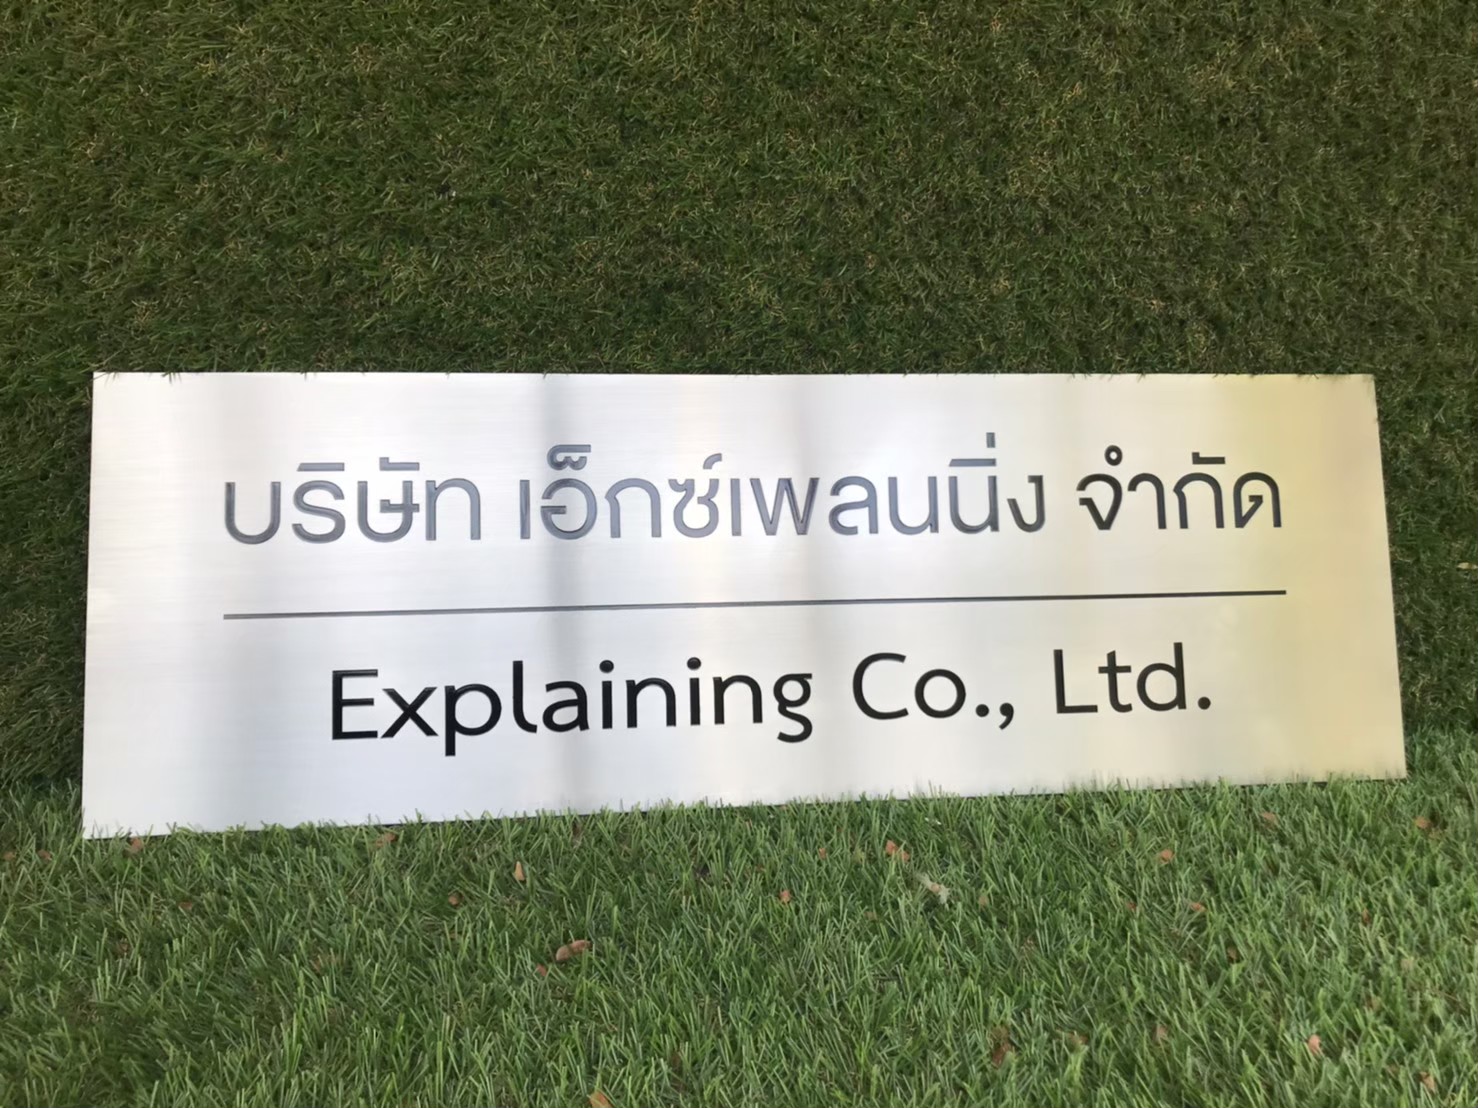 บริษัท เอ็กซ์เพลนนิ่ง จำกัด
Explaining Co., Ltd.